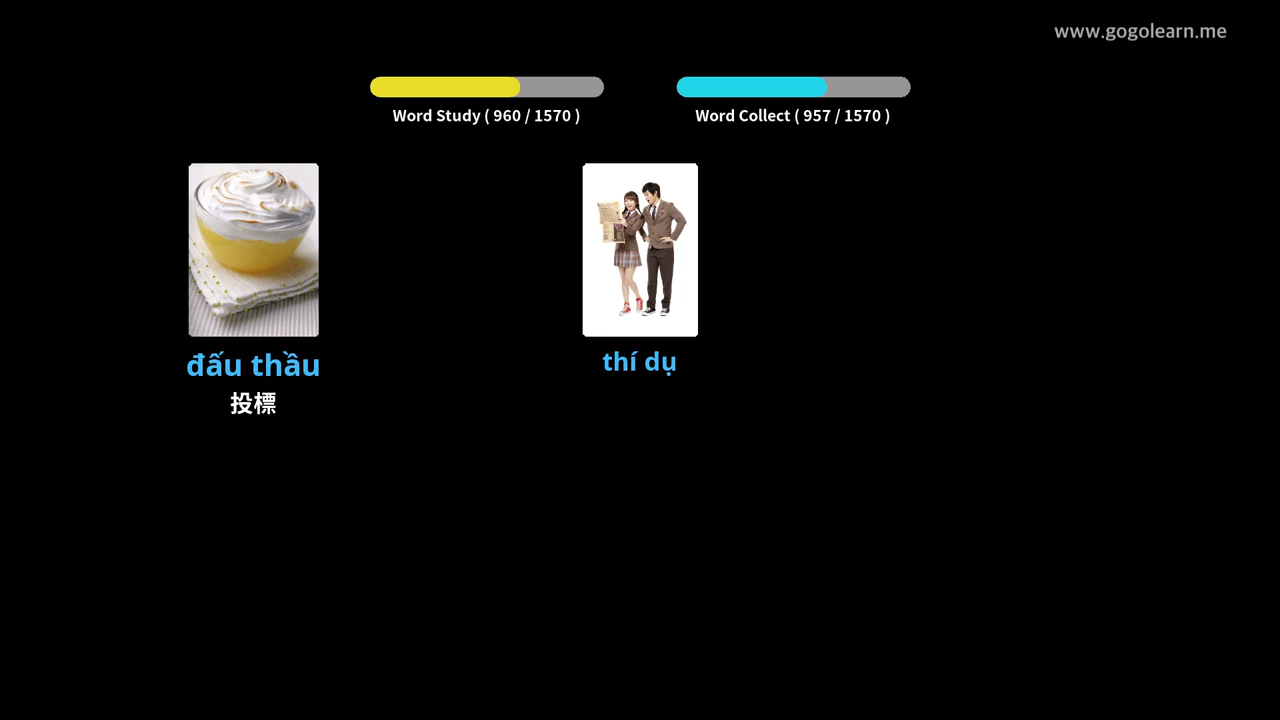 www.gogolearn.me
Word Study ( 960 / 1570 )
Word Collect ( 957 / 1570 )
đấu thầu
投標
thí dụ